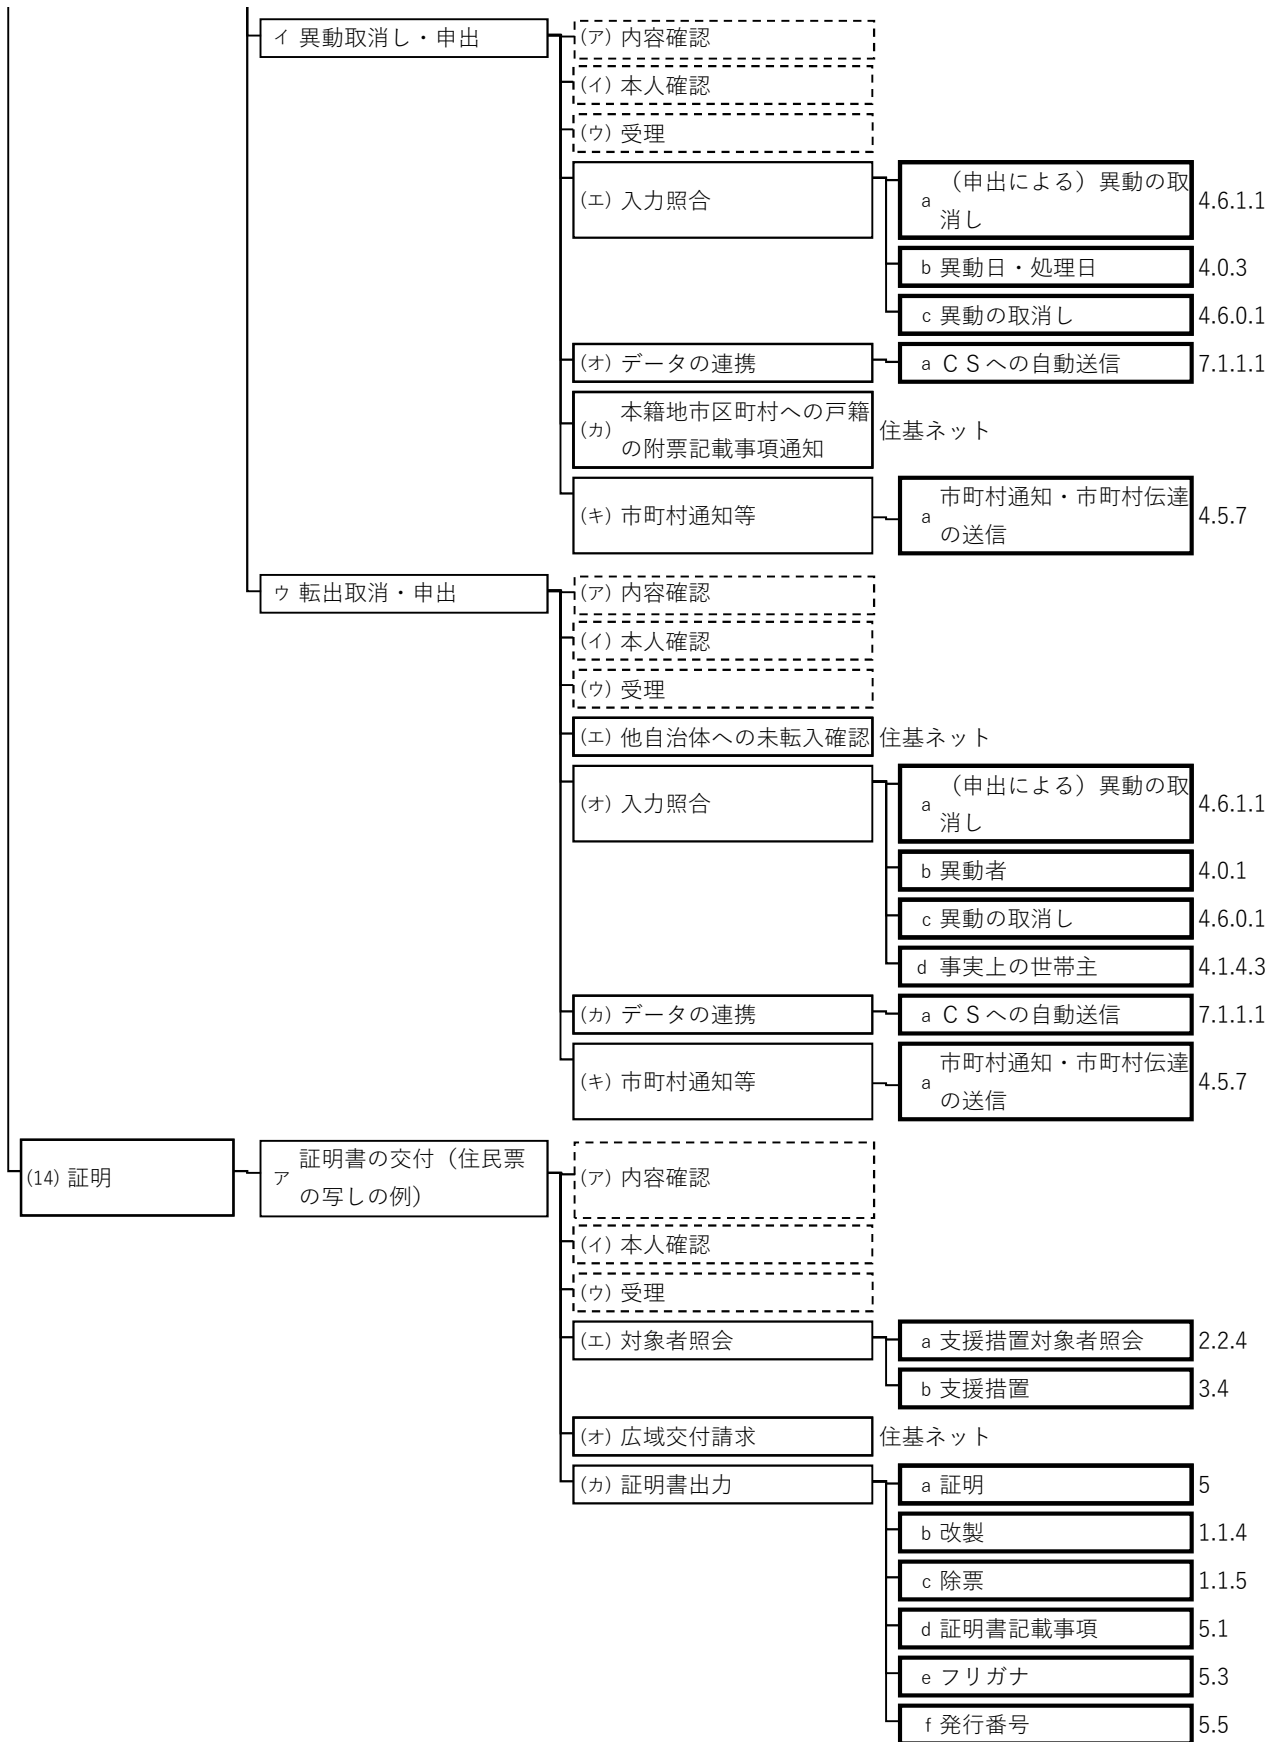 イ 異動取消し・申出
(ア) 内容確認
(イ) 本人確認
(ウ) 受理
(エ) 入力照合
a （申出による）異動の取
消し
4.6.1.1
b 異動日・処理日 4.0.3
c 異動の取消し 4.6.0.1
(オ) データの連携
a ＣＳへの自動送信 7.1.1.1
(カ) 本籍地市区町村への戸籍
の附票記載事項通知
住基ネット
(キ) 市町村通知等
a 市町村通知・市町村伝達
の送信
4.5.7
ウ 転出取消・申出
(ア) 内容確認
(イ) 本人確認
(ウ) 受理
(エ) 他自治体への未転入確認 住基ネット
(オ) 入力照合
a （申出による）異動の取
消し
4.6.1.1
b 異動者 4.0.1
c 異動の取消し 4.6.0.1
d 事実上の世帯主 4.1.4.3
(カ) データの連携
a ＣＳへの自動送信 7.1.1.1
(キ) 市町村通知等
a 市町村通知・市町村伝達
の送信
4.5.7
(14) 証明
ア 証明書の交付（住民票
の写しの例）
(ア) 内容確認
(イ) 本人確認
(ウ) 受理
(エ) 対象者照会
a 支援措置対象者照会 2.2.4
b 支援措置 3.4
(オ) 広域交付請求 住基ネット
(カ) 証明書出力
a 証明 5
b 改製 1.1.4
c 除票 1.1.5
d 証明書記載事項 5.1
e フリガナ 5.3
f 発行番号 5.5